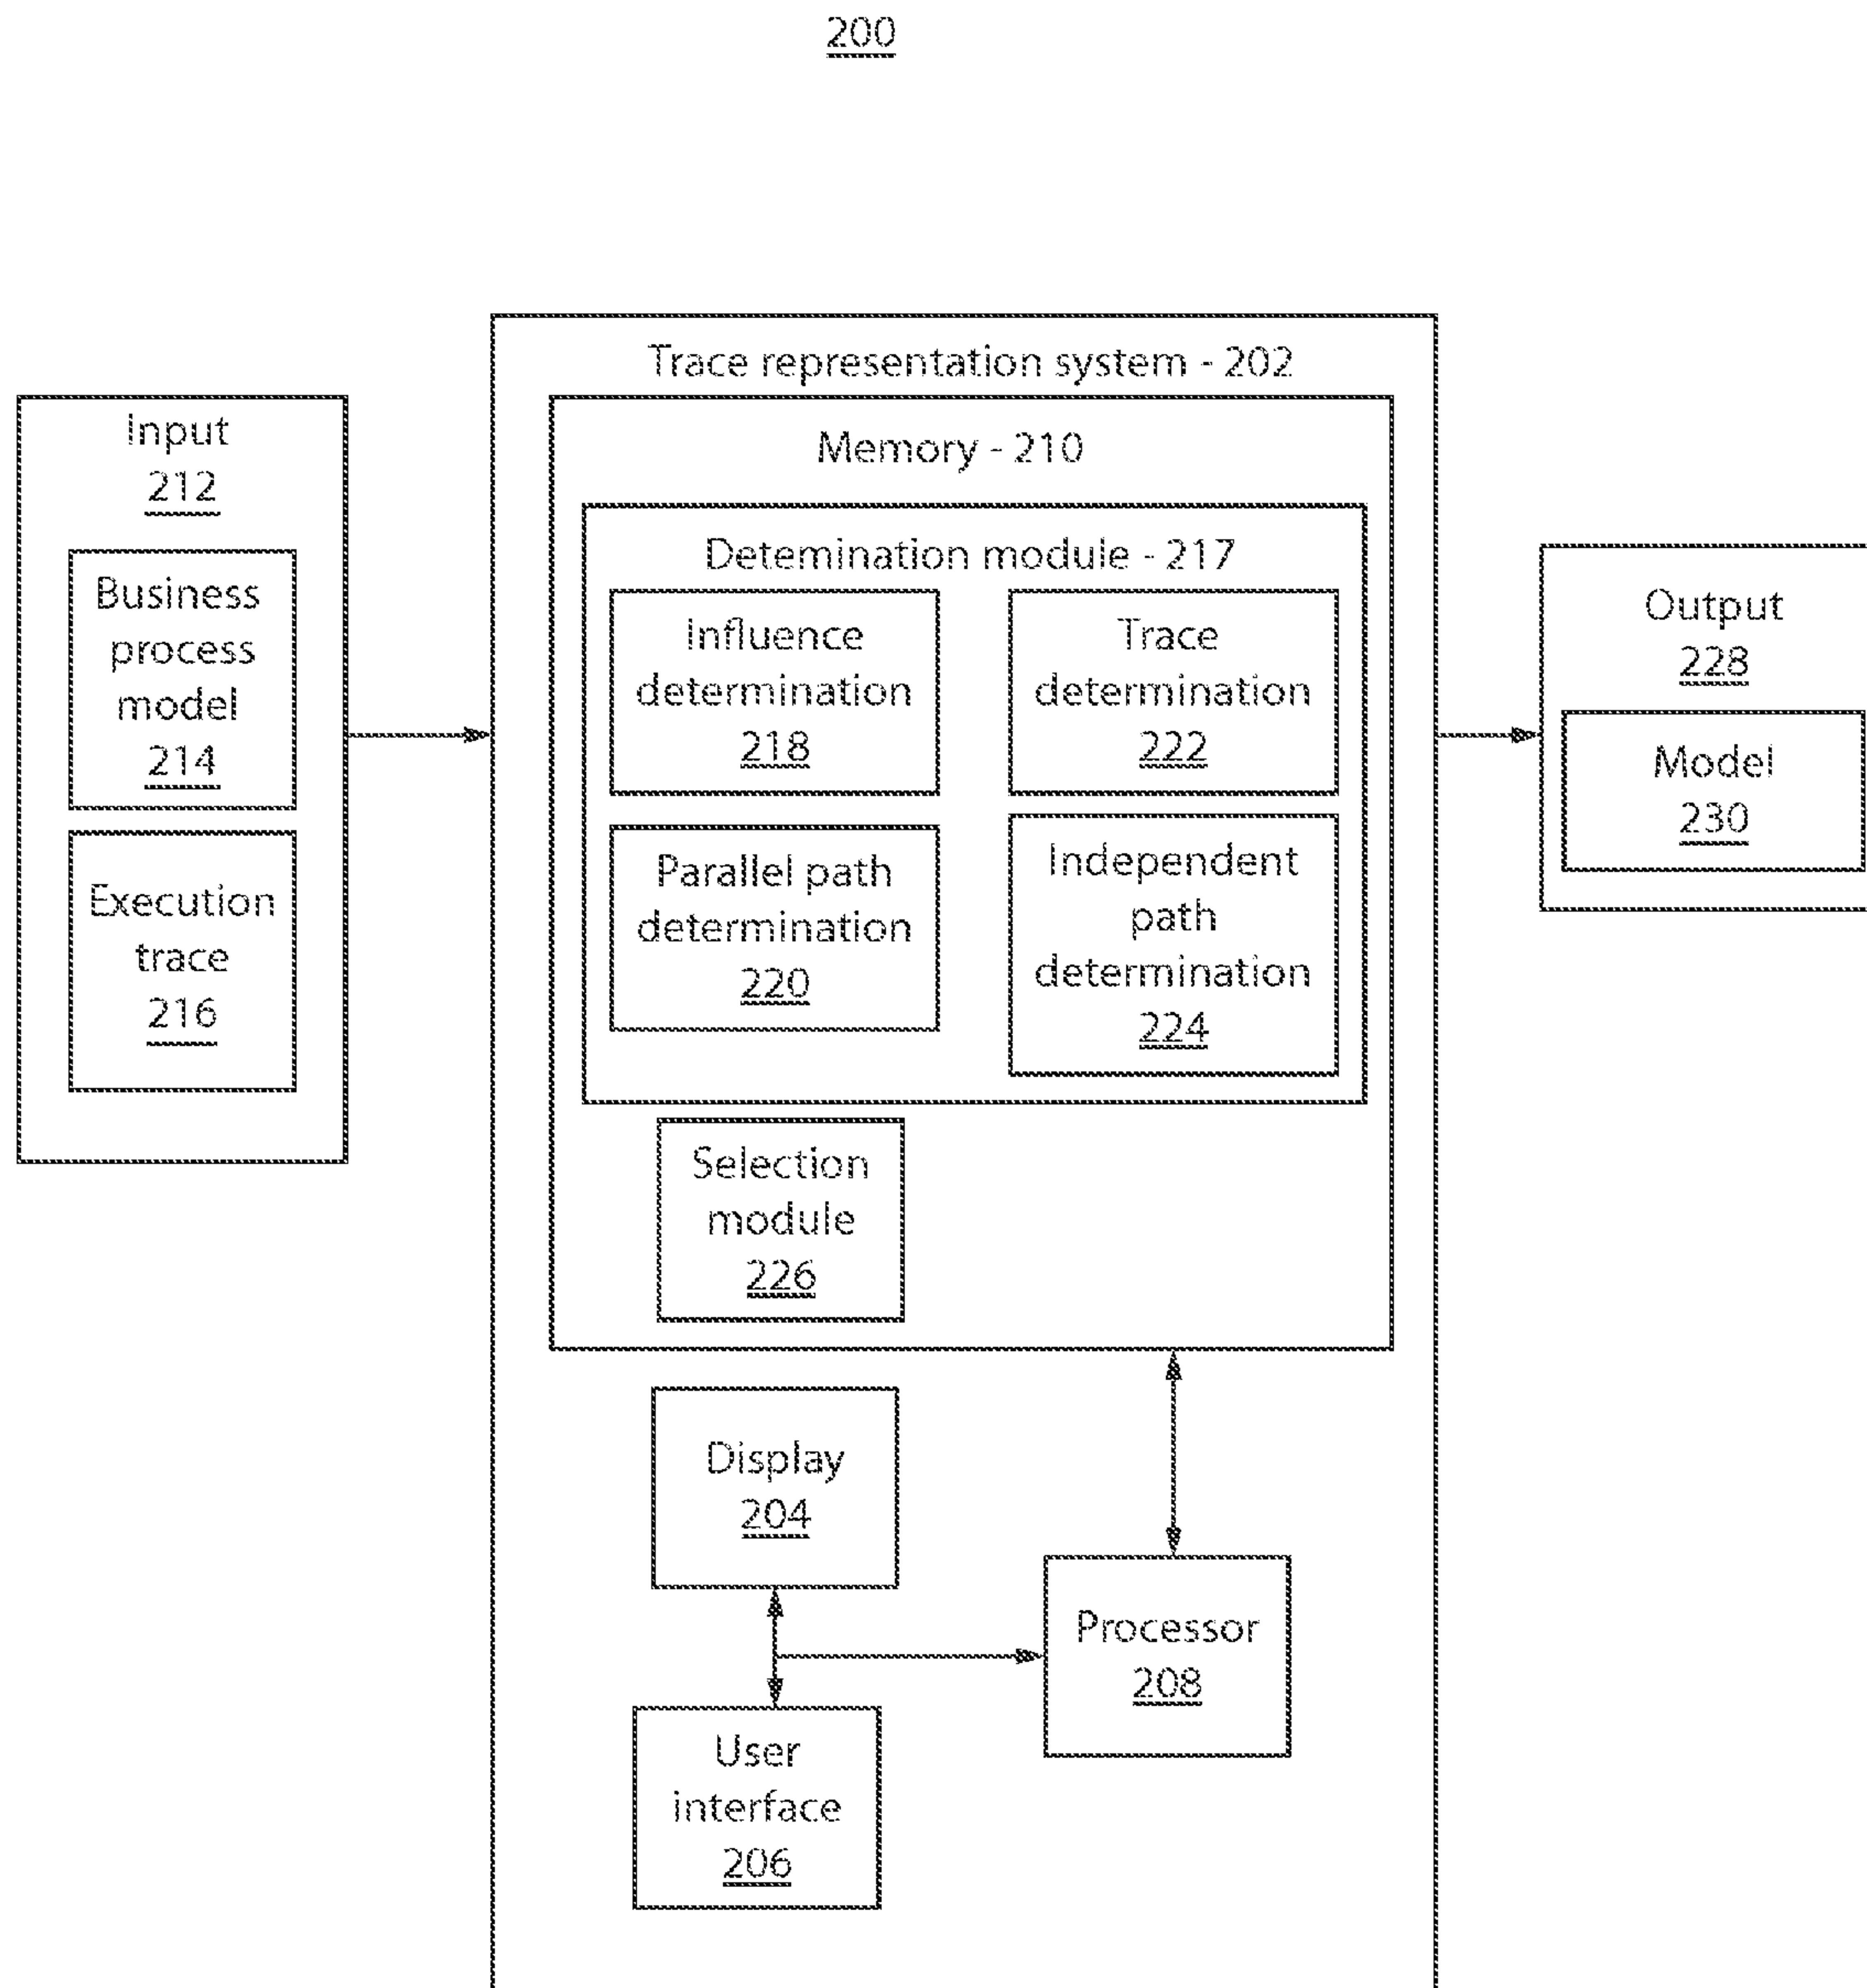 200
Input
212
Business
process
model
214
Execution
trace
216
Trace representation system - 202
Memory - 210
Detemination module - 217
Influence
determination
218
Trace
determination
222
Parallel path
determination
220
Independent
path
determination
224
Selection
module
226
Display
204
Processor
208
User
interface
206
Output
228
Model
230